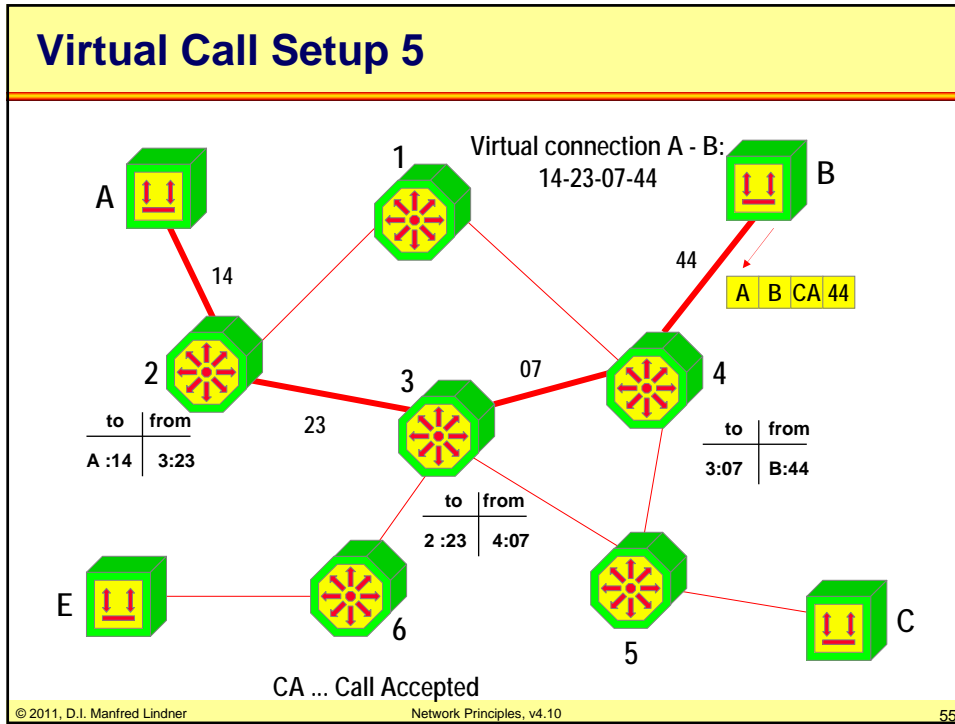 Virtual Call Setup 5
Virtual connection A - B:
14-23-07-44
A
1
B
14
44
A B CA 44
2
3
07
4
23
to from
A :14 3:23
to from
3:07 B:44
to from
2 :23 4:07
E
6
5
C
CA ... Call Accepted
© 2011, D.I. Manfred Lindner
Network Principles, v4.10
55